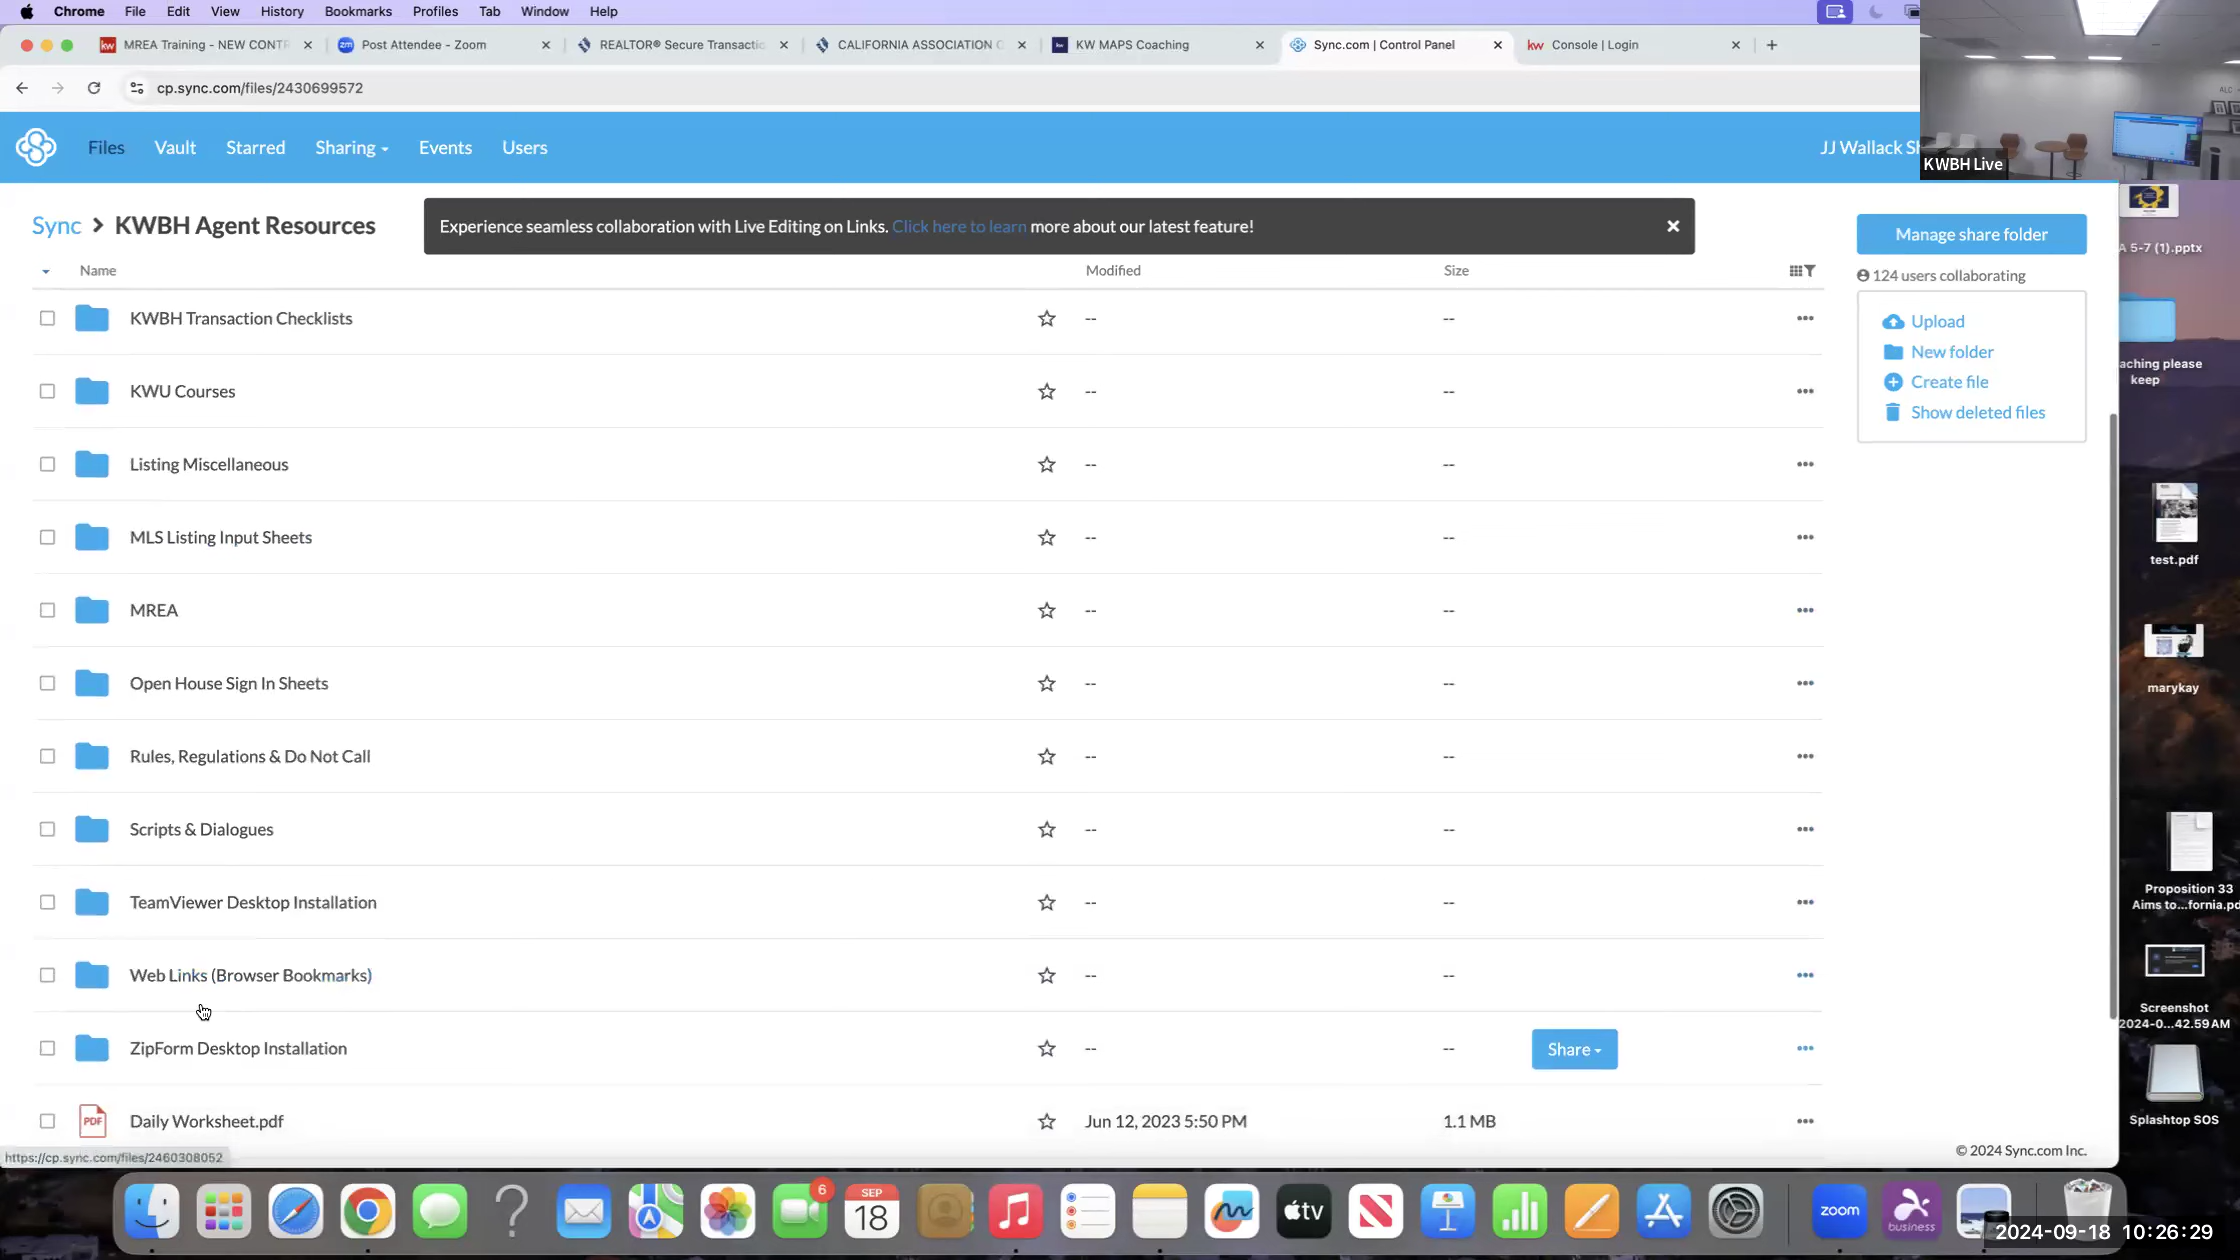 Chrome File Edit View History Bookmarks Profiles Tab Window Help
MREA Training - NEW CONTR
Post Attendee - Zoom
REALTOR® Secure Transactic
CALIFORNIA ASSOCIATION
KW MAPS Coaching
Sync.com | Control Panel
kw Console | Login
cp.sync.com/files/2430699572
Files Vault Starred Sharing Events Users
JJ Wallack
KWBH Live
Sync > KWBH Agent Resources
Experience seamless collaboration with Live Editing on Links. Click here to learn more about our latest feature!
Manage share folder
124 users collaborating
Upload
New folder
Create file
Show deleted files
Name Modified Size
KWBH Transaction Checklists -- --
KWU Courses -- --
Listing Miscellaneous -- --
MLS Listing Input Sheets -- --
MREA -- --
Open House Sign In Sheets -- --
Rules, Regulations & Do Not Call -- --
Scripts & Dialogues -- --
TeamViewer Desktop Installation -- --
Web Links (Browser Bookmarks) -- --
ZipForm Desktop Installation -- -- Share
PDF Daily Worksheet.pdf Jun 12, 2023 5:50 PM 1.1 MB
https://cp.sync.com/files/2460308052
© 2024 Sync.com Inc.
A 5-7 (1).pptx
aching please
keep
test.pdf
marykay
Proposition 33
Aims to...fornia.pd
Screenshot
2024-0...42.59 AM
Splashtop SOS
6
SEP
18
tv
zoom
business
2024-09-18 10:26:29